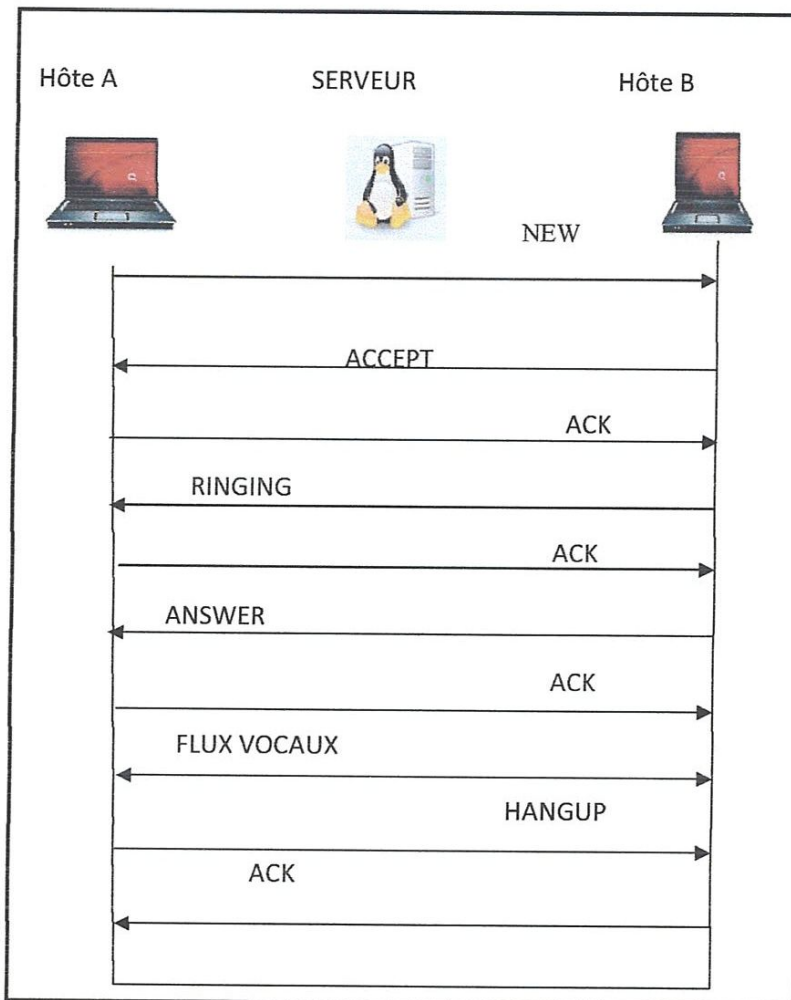 Hôte A SERVEUR Hôte B
NEW
ACCEPT
ACK
RINGING
ACK
ANSWER
ACK
FLUX VOCAUX
HANGUP
ACK